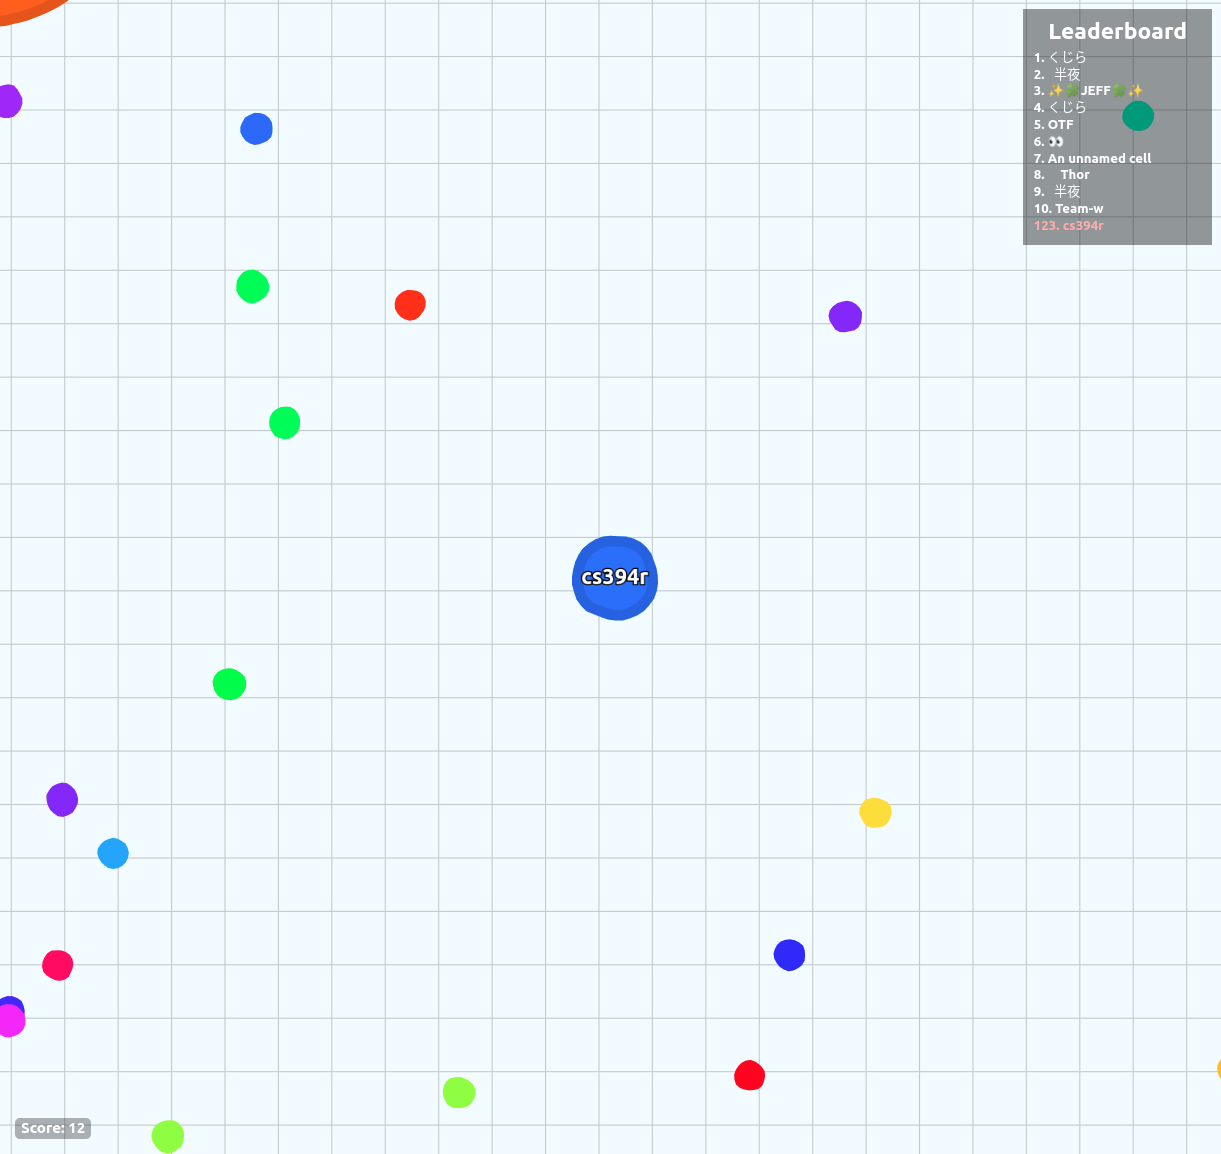 Leaderboard
1. くじら
2. 半夜
3. ✨🌳JEFF🌳✨
4. くじら
5. OTF
6. 👀
7. An unnamed cell
8. Thor
9. 半夜
10. Team-w
123. cs394r
cs394r
Score: 12